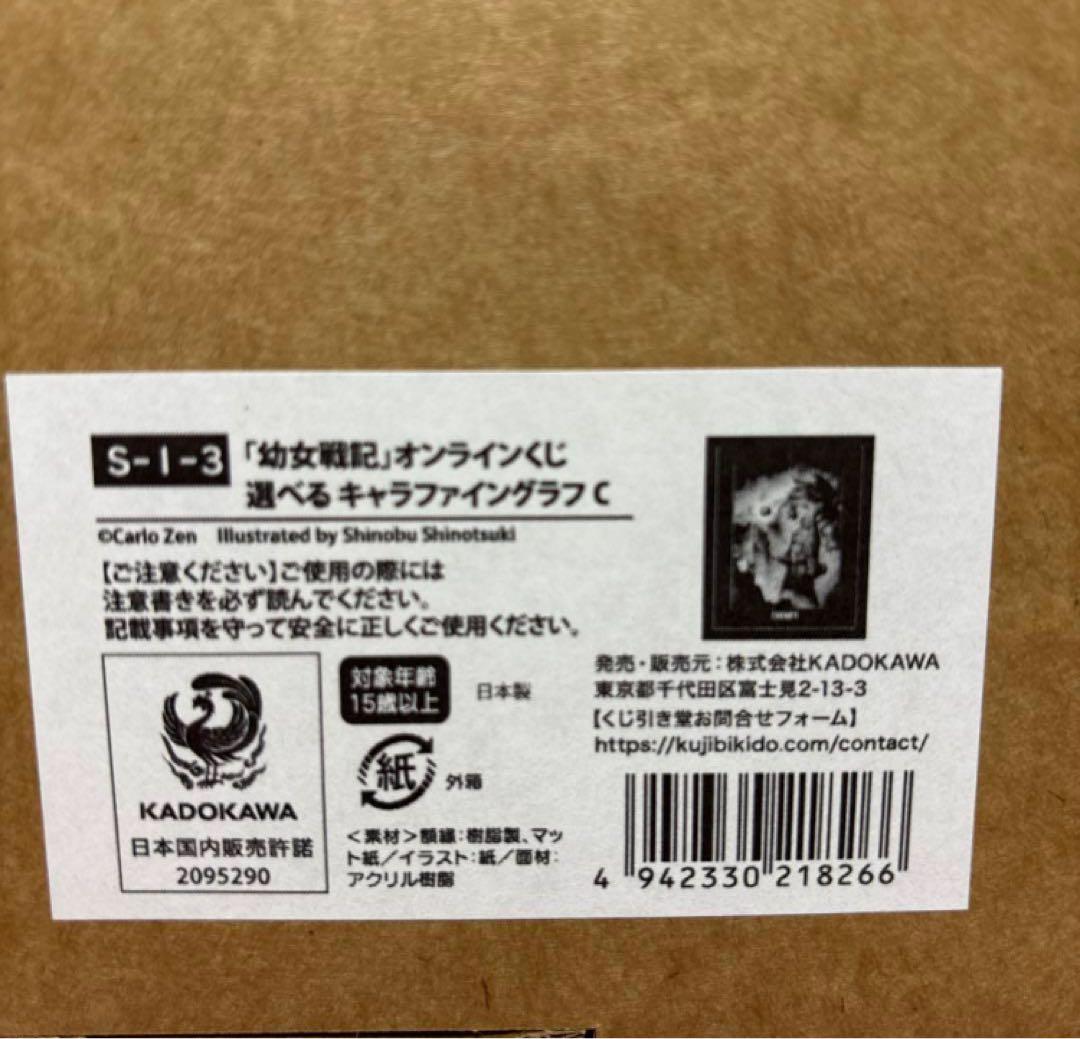 S-1-3
「幼女戦記」オンラインくじ
選べる キャラファイングラフ C
©Carlo Zen Illustrated by Shinobu Shinotsuki
【ご注意ください】ご使用の際には
注意書きを必ず読んでください。
記載事項を守って安全に正しくご使用ください。
KADOKAWA
日本国内販売許諾
2095290
対象年齢
15歳以上
日本製
紙
外箱
<素材>額縁:樹脂製、マッ
ト紙/イラスト:紙/面材:
アクリル樹脂
発売・販売元:株式会社KADOKAWA
東京都千代田区富士見2-13-3
【くじ引き堂お問合せフォーム】
https://kujibikido.com/contact/
4 942330 218266